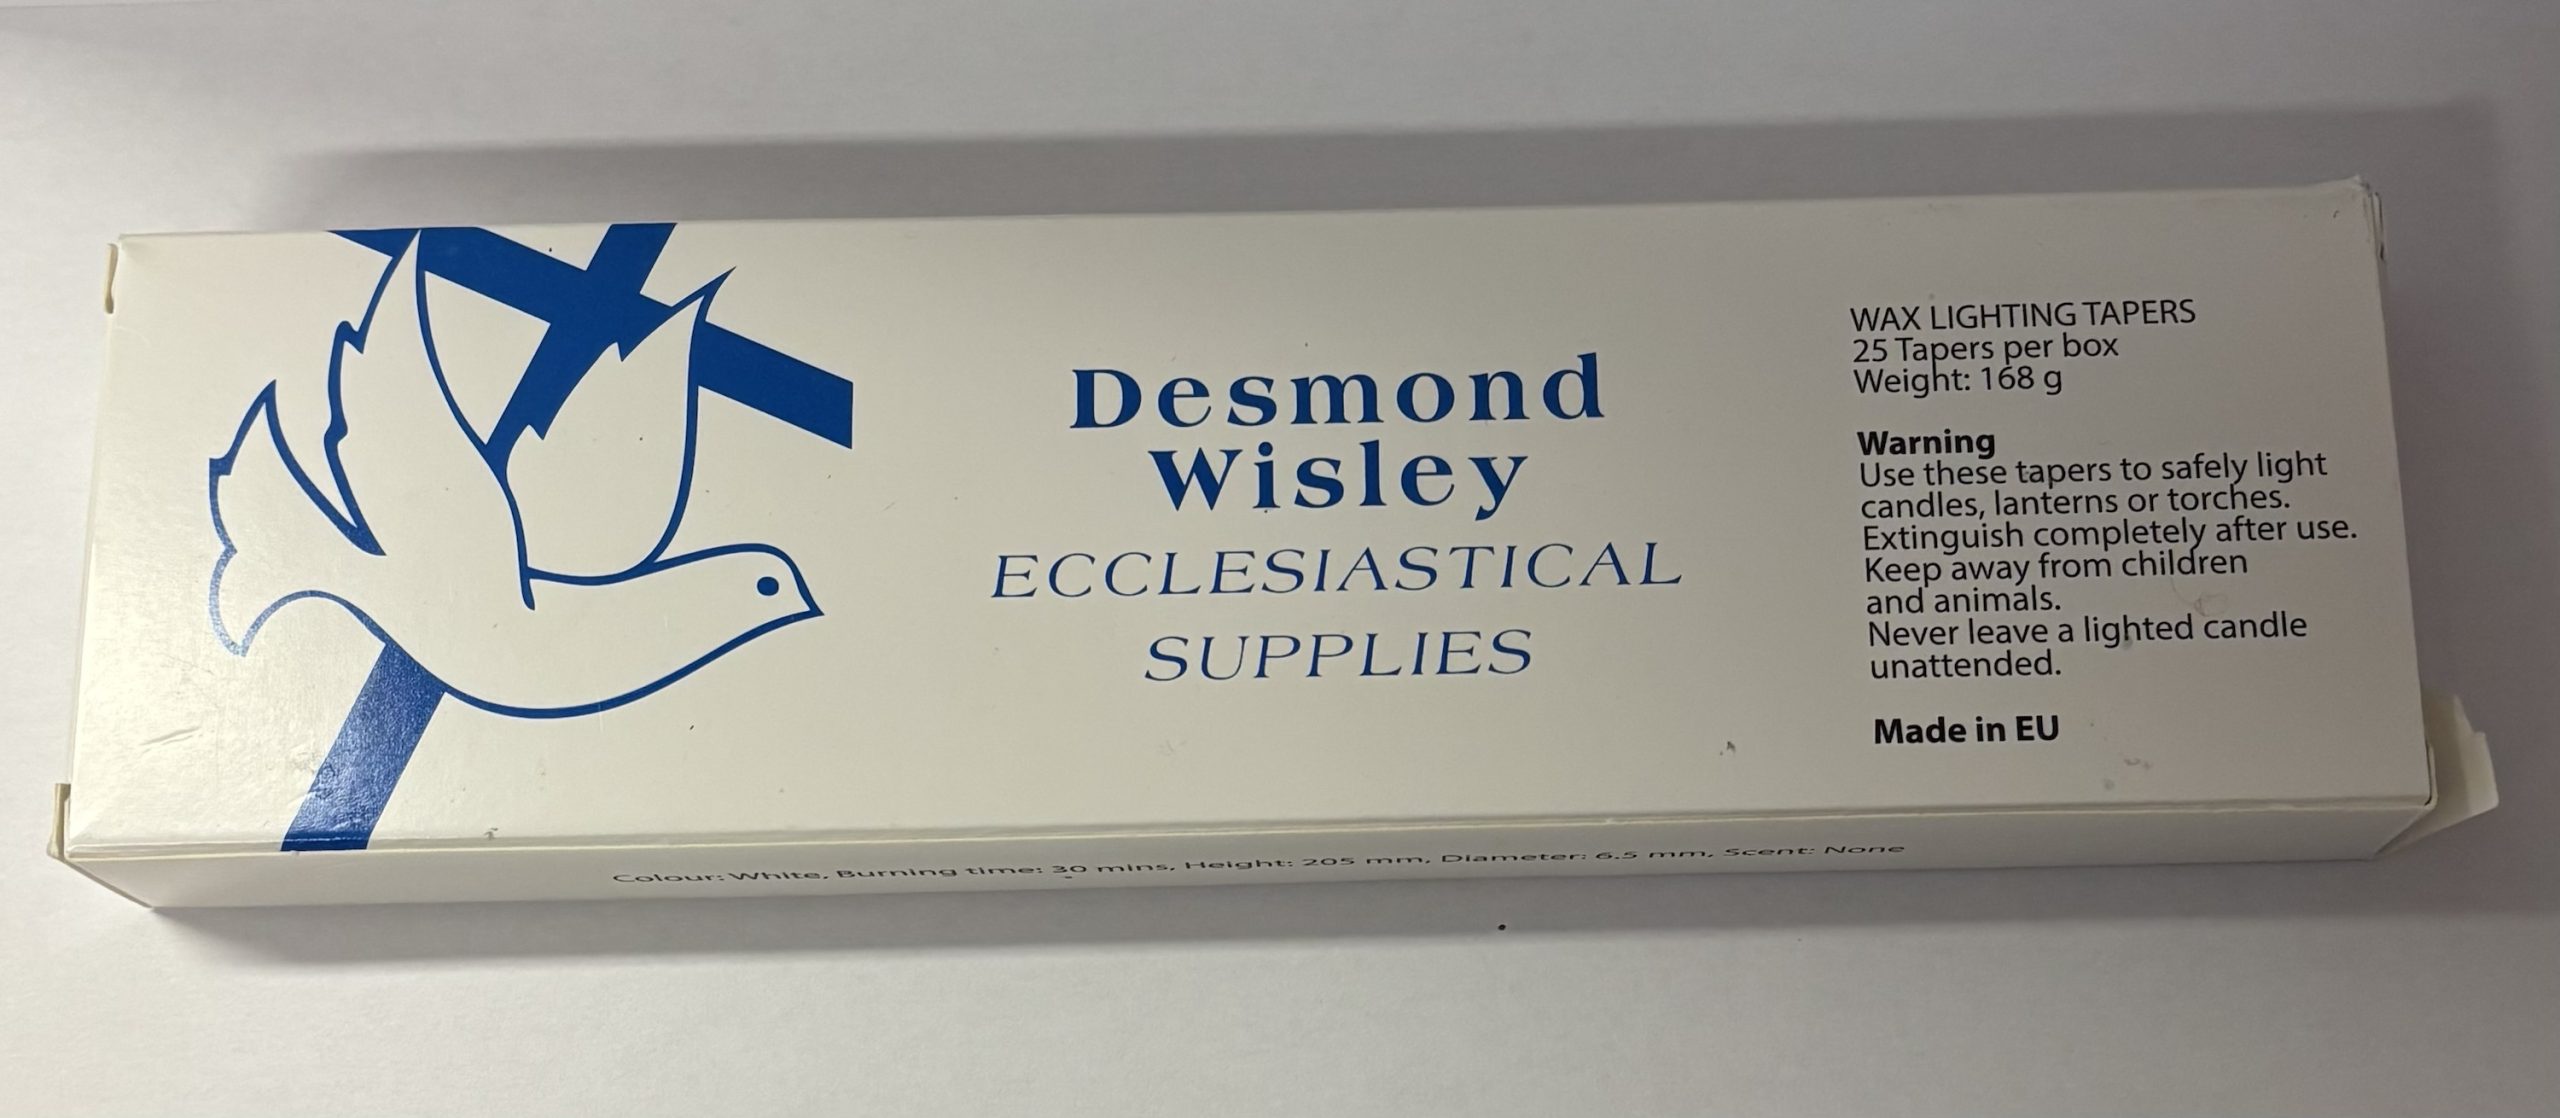 Desmond
Wisley
ECCLESIASTICAL
SUPPLIES
WAX LIGHTING TAPERS
25 Tapers per box
Weight: 168 g
Warning
Use these tapers to safely light
candles, lanterns or torches.
Extinguish completely after use.
Keep away from children
and animals.
Never leave a lighted candle
unattended.
Made in EU
Colour: White, Burning time: 30 mins, Height: 205 mm, Diameter: 6.5 mm, Scent: None